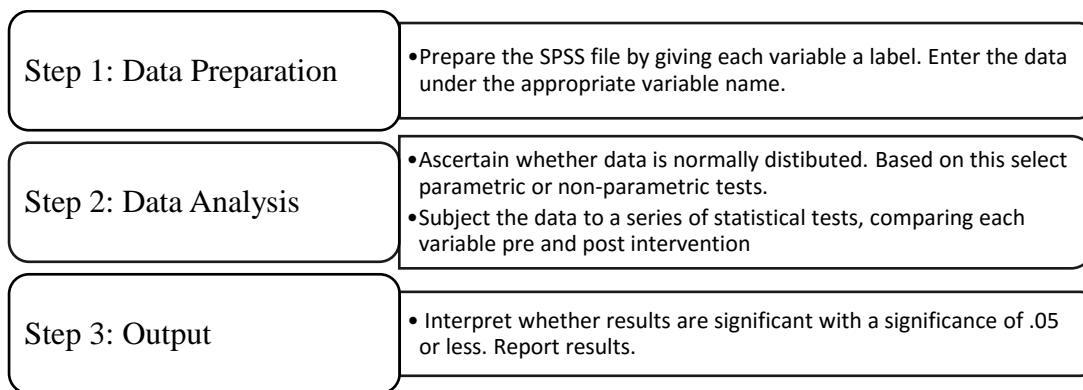 Step 1: Data Preparation
•Prepare the SPSS file by giving each variable a label. Enter the data
under the appropriate variable name.
Step 2: Data Analysis
•Ascertain whether data is normally distibuted. Based on this select
parametric or non-parametric tests.
•Subject the data to a series of statistical tests, comparing each
variable pre and post intervention
Step 3: Output
• Interpret whether results are significant with a significance of .05
or less. Report results.